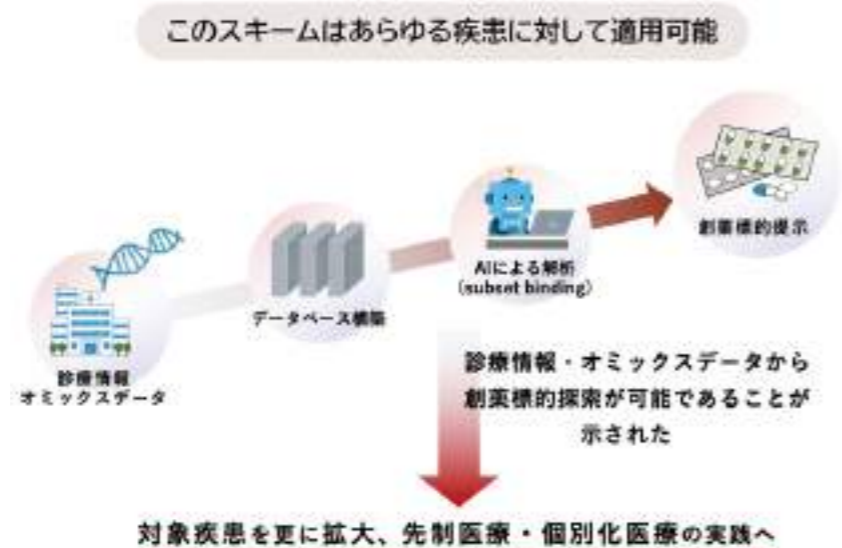 このスキームはあらゆる疾患に対して適用可能
創薬標的提示
AIによる解析
(subset binding)
データベース構築
診療情報
オミックスデータ
診療情報・オミックスデータから
創薬標的探索が可能であることが
示された
対象疾患を更に拡大、先制医療・個別化医療の実践へ